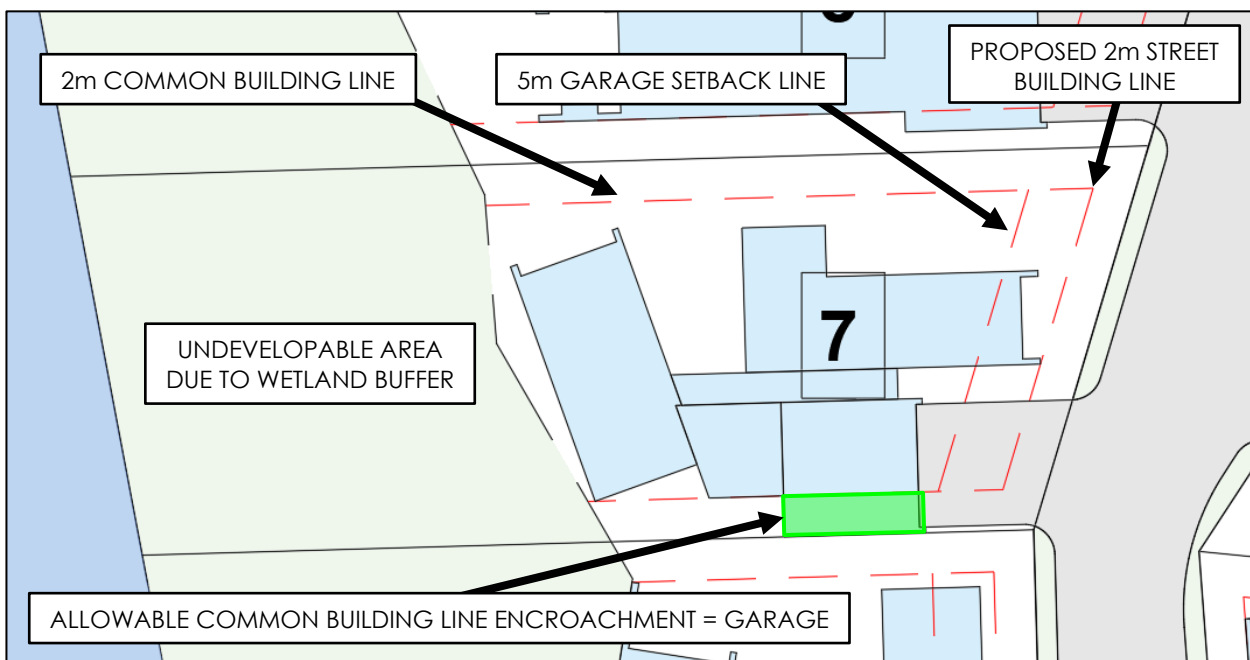 2m COMMON BUILDING LINE
5m GARAGE SETBACK LINE
PROPOSED 2m STREET
BUILDING LINE
UNDEVELOPABLE AREA
DUE TO WETLAND BUFFER
7
ALLOWABLE COMMON BUILDING LINE ENCROACHMENT = GARAGE